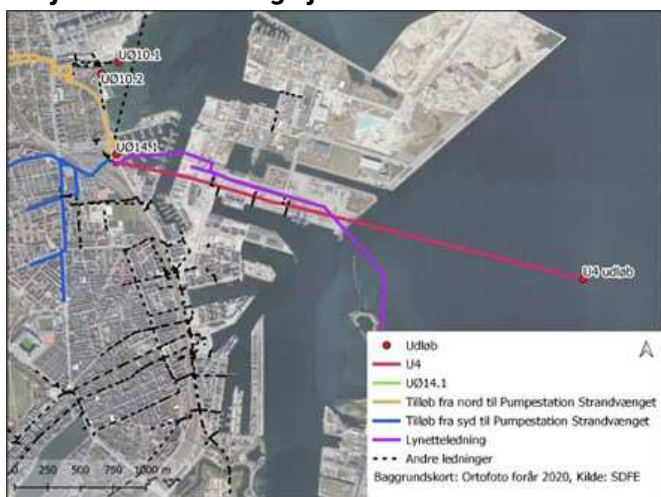 UØ10.1
UØ10.2
UØ14.1
U4 udløb
Udløb
U4
UØ14.1
Tilløb fra nord til Pumpestation Strandvænget
Tilløb fra syd til Pumpestation Strandvænget
Lynetteledning
Andre ledninger
Baggrundskort: Ortofoto forår 2020, Kilde: SDFE
0 250 500 750 1000 m